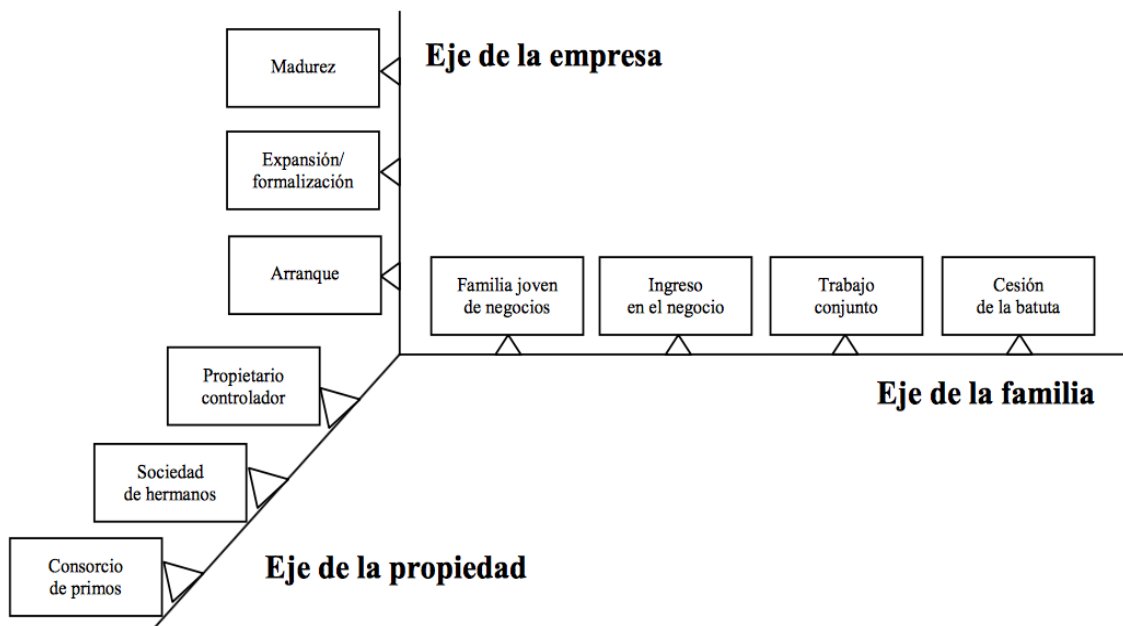 Eje de la empresa
Madurez
Expansión/
formalización
Arranque
Familia joven
de negocios
Ingreso
en el negocio
Trabajo
conjunto
Cesión
de la batuta
Eje de la familia
Propietario
controlador
Sociedad
de hermanos
Consorcio
de primos
Eje de la propiedad